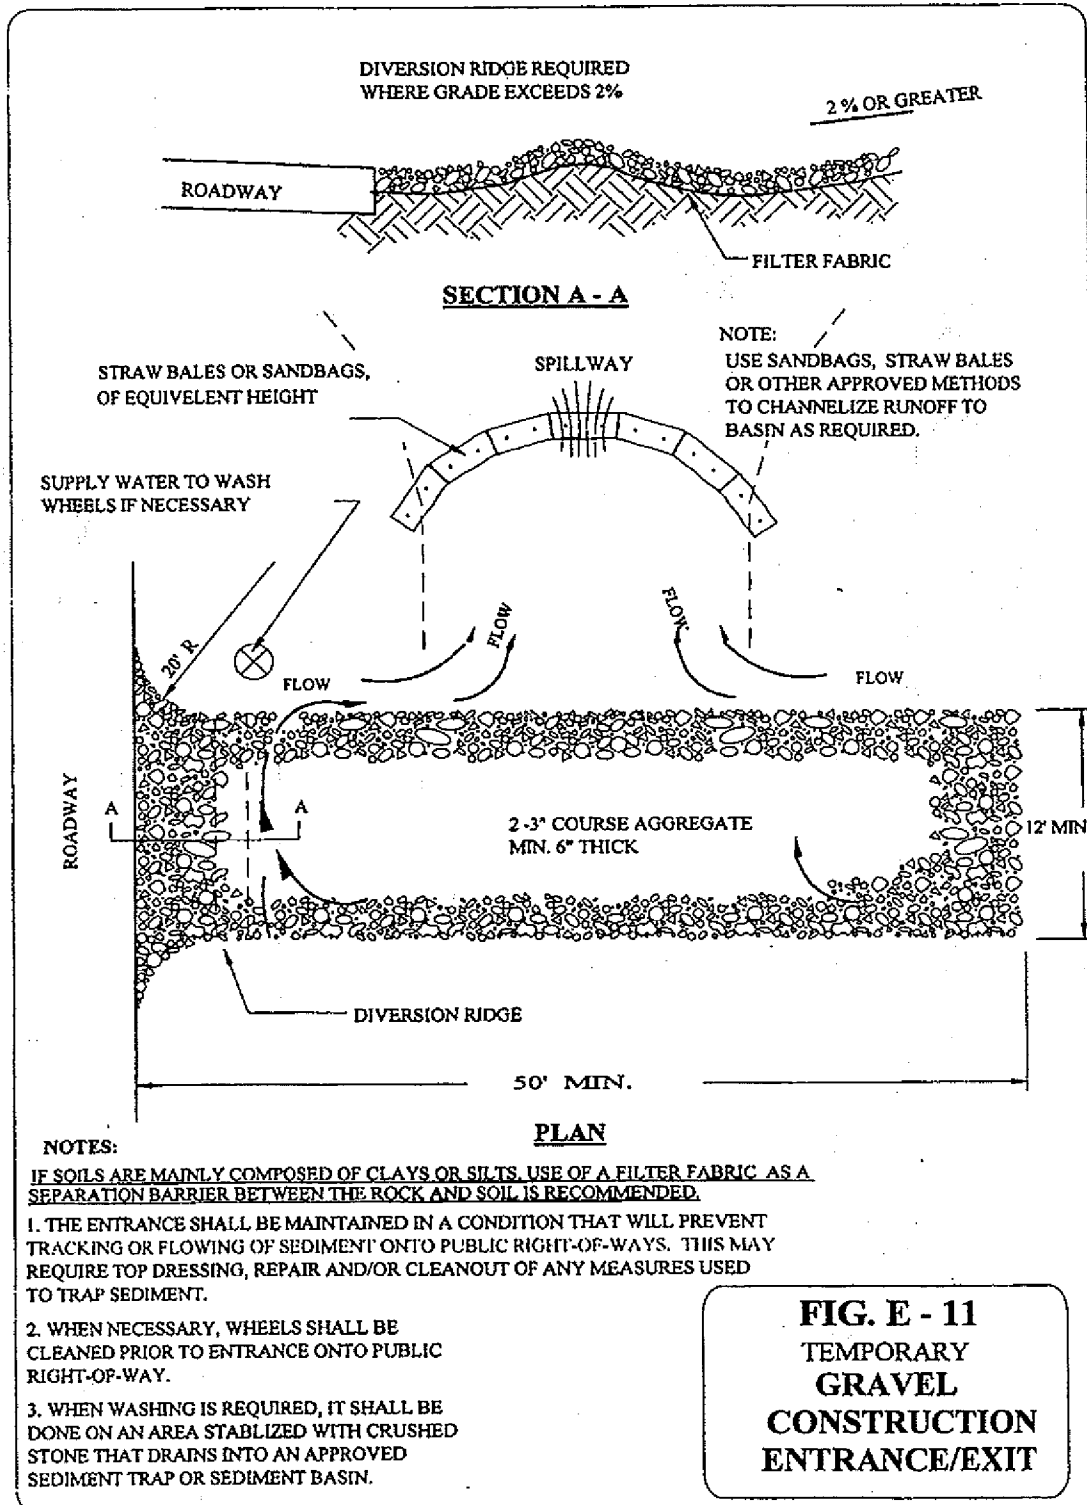 DIVERSION RIDGE REQUIRED
WHERE GRADE EXCEEDS 2%
2 % OR GREATER
ROADWAY
FILTER FABRIC
SECTION A - A
NOTE:
USE SANDBAGS, STRAW BALES
OR OTHER APPROVED METHODS
TO CHANNELIZE RUNOFF TO
BASIN AS REQUIRED.
SPILLWAY
STRAW BALES OR SANDBAGS,
OF EQUIVELENT HEIGHT
SUPPLY WATER TO WASH
WHEELS IF NECESSARY
20' R
FLOW
FLOW
FLOW
FLOW
ROADWAY
A
A
2 -3" COURSE AGGREGATE
MIN. 6" THICK
12' MIN
DIVERSION RIDGE
50' MIN.
PLAN
NOTES:
IF SOILS ARE MAINLY COMPOSED OF CLAYS OR SILTS, USE OF A FILTER FABRIC AS A
SEPARATION BARRIER BETWEEN THE ROCK AND SOIL IS RECOMMENDED.
1. THE ENTRANCE SHALL BE MAINTAINED IN A CONDITION THAT WILL PREVENT
TRACKING OR FLOWING OF SEDIMENT ONTO PUBLIC RIGHT-OF-WAYS. THIS MAY
REQUIRE TOP DRESSING, REPAIR AND/OR CLEANOUT OF ANY MEASURES USED
TO TRAP SEDIMENT.
2. WHEN NECESSARY, WHEELS SHALL BE
CLEANED PRIOR TO ENTRANCE ONTO PUBLIC
RIGHT-OF-WAY.
3. WHEN WASHING IS REQUIRED, IT SHALL BE
DONE ON AN AREA STABLIZED WITH CRUSHED
STONE THAT DRAINS INTO AN APPROVED
SEDIMENT TRAP OR SEDIMENT BASIN.
FIG. E - 11
TEMPORARY
GRAVEL
CONSTRUCTION
ENTRANCE/EXIT